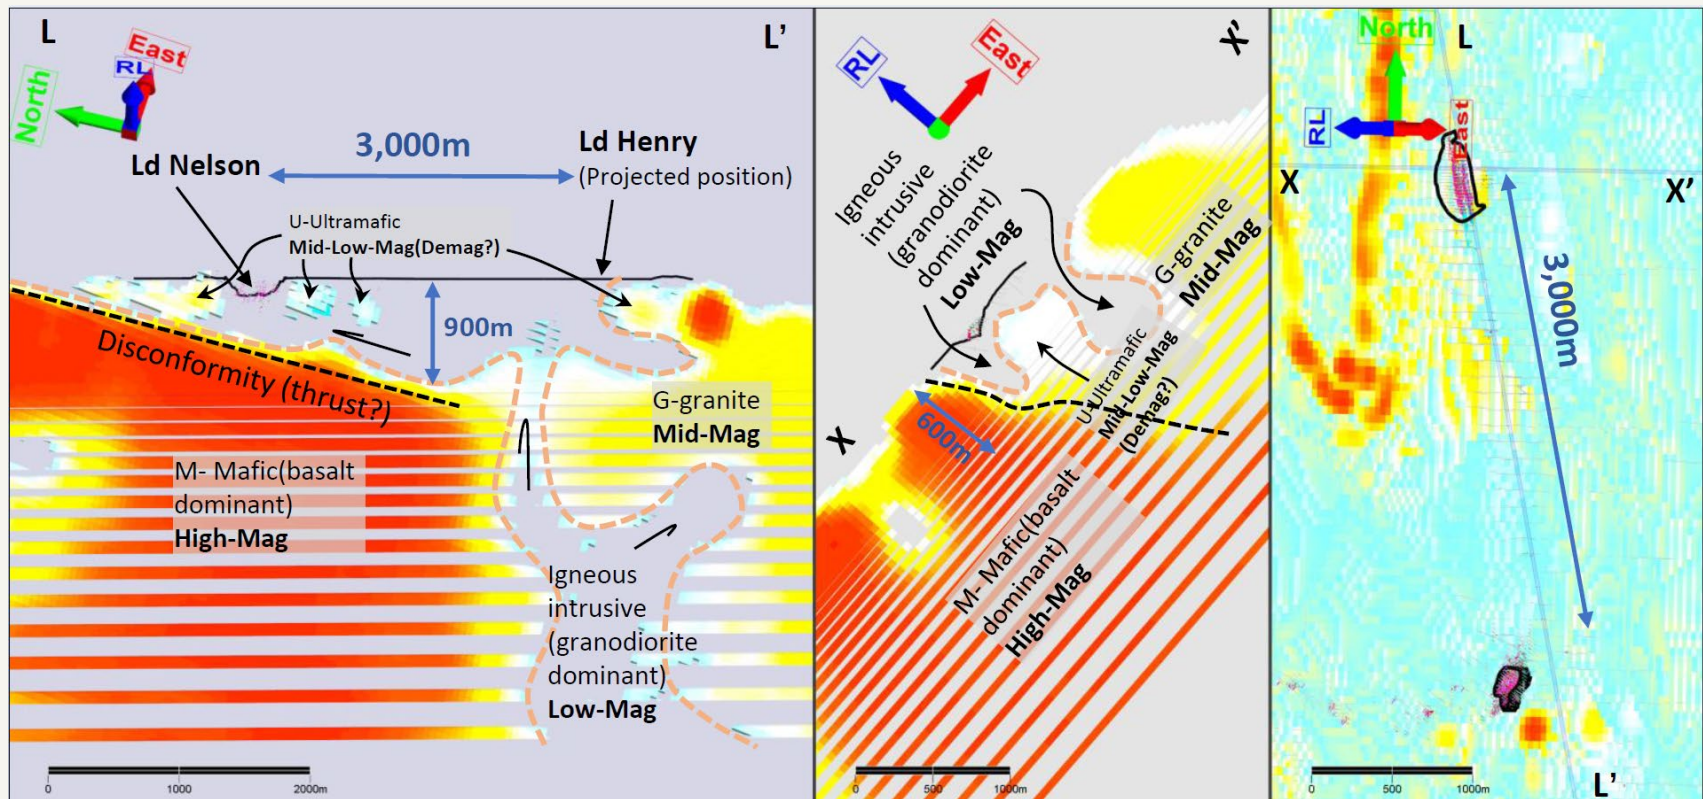 L
L’
East
RL
North
3,000m
Ld Nelson
Ld Henry
(Projected position)
U-Ultramafic
Mid-Low-Mag(Demag?)
900m
Disconformity (thrust?)
G-granite
Mid-Mag
M- Mafic(basalt
dominant)
High-Mag
Igneous
intrusive
(granodiorite
dominant)
Low-Mag
0
1000
2000m
X’
RL
East
Igneous
intrusive
(granodiorite
dominant)
Low-Mag
G-granite
Mid-Mag
U-Ultramafic
Mid-Low-Mag
(Demag?)
X
600m
M- Mafic(basalt
dominant)
High-Mag
0
500
1000m
North
L
RL
East
X
X’
3,000m
0
500
1000m
L’